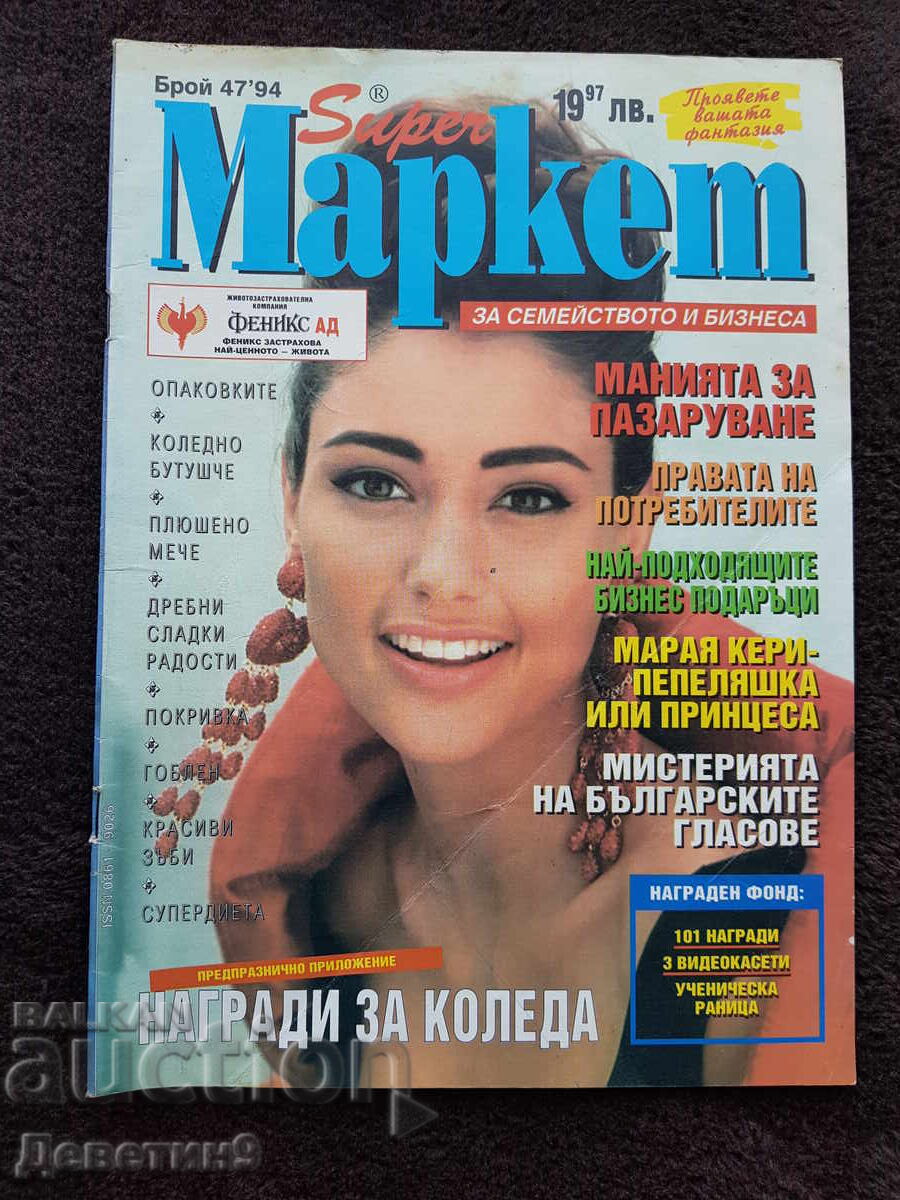 Брой 47'94
Super ®
19 97 лв.
Проявете
вашата
фантазия
Маркет
ЗА СЕМЕЙСТВОТО И БИЗНЕСА
ЖИВОТОЗАСТРАХОВАТЕЛНА
КОМПАНИЯ
ФЕНИКС АД
ФЕНИКС ЗАСТРАХОВА
НАЙ-ЦЕННОТО – ЖИВОТА
ОПАКОВКИТЕ
КОЛЕДНО
БУТУШЧЕ
ПЛЮШЕНО
МЕЧЕ
ДРЕБНИ
СЛАДКИ
РАДОСТИ
ПОКРИВКА
ГОБЛЕН
КРАСИВИ
ЗЪБИ
СУПЕРДИЕТА
ISSN 0861 / 9026
МАНИЯТА ЗА
ПАЗАРУВАНЕ
ПРАВАТА НА
ПОТРЕБИТЕЛИТЕ
НАЙ-ПОДХОДЯЩИТЕ
БИЗНЕС ПОДАРЪЦИ
МАРАЯ КЕРИ-
ПЕПЕЛЯШКА
ИЛИ ПРИНЦЕСА
МИСТЕРИЯТА
НА БЪЛГАРСКИТЕ
ГЛАСОВЕ
НАГРАДЕН ФОНД:
101 НАГРАДИ
3 ВИДЕОКАСЕТИ
УЧЕНИЧЕСКА
РАНИЦА
ПРЕДПРАЗНИЧНО ПРИЛОЖЕНИЕ
НАГРАДИ ЗА КОЛЕДА
BALKAN
auction
Деветин9